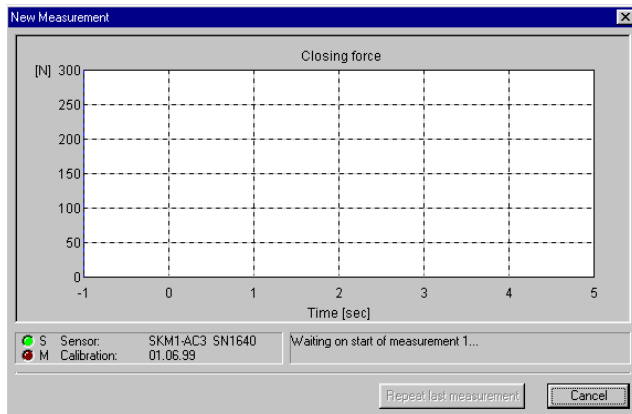 New Measurement
Closing force
[N] 300
250
200
150
100
50
0
-1 0 1 2 3 4 5
Time [sec]
S Sensor: SKM1-AC3 SN1640
M Calibration: 01.06.99
Waiting on start of measurement 1...
Repeat last measurement
Cancel